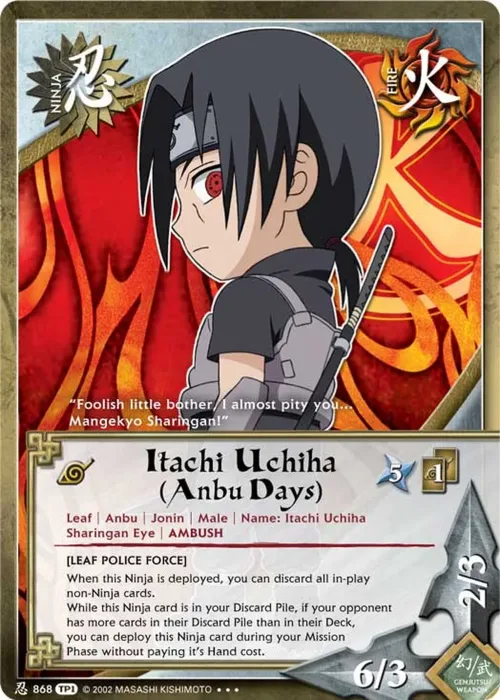 NINJA
忍
FIRE
火
"Foolish little bother, I almost pity you...
Mangekyo Sharingan!"
Itachi Uchiha
(Anbu Days)
5
1
Leaf | Anbu | Jonin | Male | Name: Itachi Uchiha
Sharingan Eye | AMBUSH
[LEAF POLICE FORCE]
When this Ninja is deployed, you can discard all in-play
non-Ninja cards.
While this Ninja card is in your Discard Pile, if your opponent
has more cards in their Discard Pile than in their Deck,
you can deploy this Ninja card during your Mission
Phase without paying it's Hand cost.
2/3
6/3
幻/武
GENJUTSU
WEAPON
忍 868 TP3 © 2002 MASASHI KISHIMOTO • • •